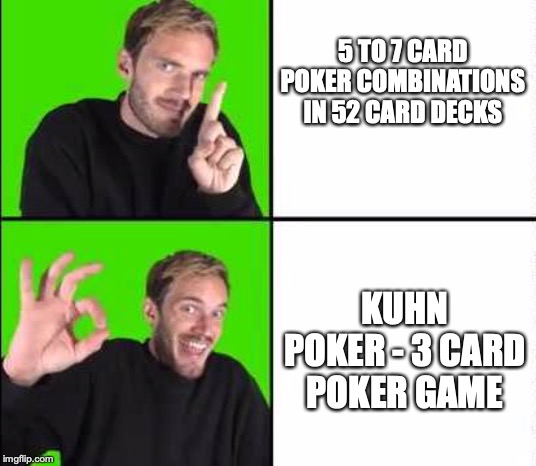 5 TO 7 CARD
POKER COMBINATIONS
IN 52 CARD DECKS
KUHN
POKER - 3 CARD
POKER GAME
imgflip.com